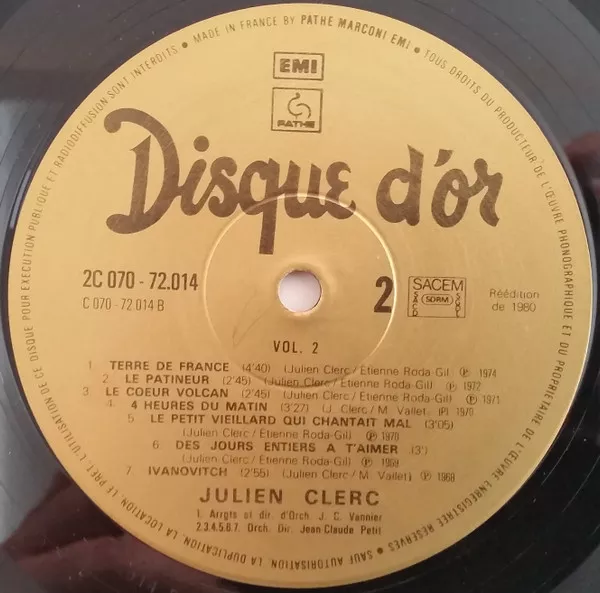 MADE IN FRANCE BY PATHE MARCONI EMI • TOUS DROITS DU PRODUCTEUR DE L'ŒUVRE PHONOGRAPHIQUE ET DU PROPRIETAIRE DE L'ŒUVRE ENREGISTREE RESERVES • SAUF AUTORISATION LA DUPLICATION, LA LOCATION, LE PRET, L'UTILISATION DE CE DISQUE POUR EXECUTION PUBLIQUE ET RADIODIFFUSION SONT INTERDITS •
EMI
PATHE
Disque d'or
2C 070 - 72.014
C 070 - 72 014 B
2
SACEM
SDRM
Réédition
de 1980
VOL. 2
1. TERRE DE FRANCE (4'40) (Julien Clerc/Etienne Roda-Gil) Ⓟ 1974
2. LE PATINEUR (2'45) (Julien Clerc/Etienne Roda-Gil) Ⓟ 1972
3. LE COEUR VOLCAN (2'45) (Julien Clerc/Etienne Roda-Gil) Ⓟ 1971
4. 4 HEURES DU MATIN (3'27) (J. Clerc/M. Vallet) (P) 1970
5. LE PETIT VIEILLARD QUI CHANTAIT MAL (3'05)
(Julien Clerc/Etienne Roda-Gil) Ⓟ 1970
6. DES JOURS ENTIERS A T'AIMER (3')
(Julien Clerc/Etienne Roda-Gil) Ⓟ 1969
7. IVANOVITCH (2'55) (Julien Clerc/M. Vallet) Ⓟ 1968
JULIEN CLERC
1. Arrgts et dir. d'Orch J. C. Vannier
2.3.4.5.6.7. Orch. Dir. Jean-Claude Petit